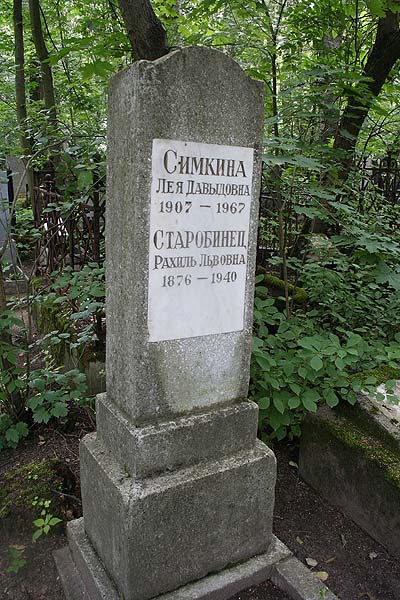 Симкина
Лея Давыдовна
1907 — 1967
Старобинец
Рахиль Львовна
1876 — 1940